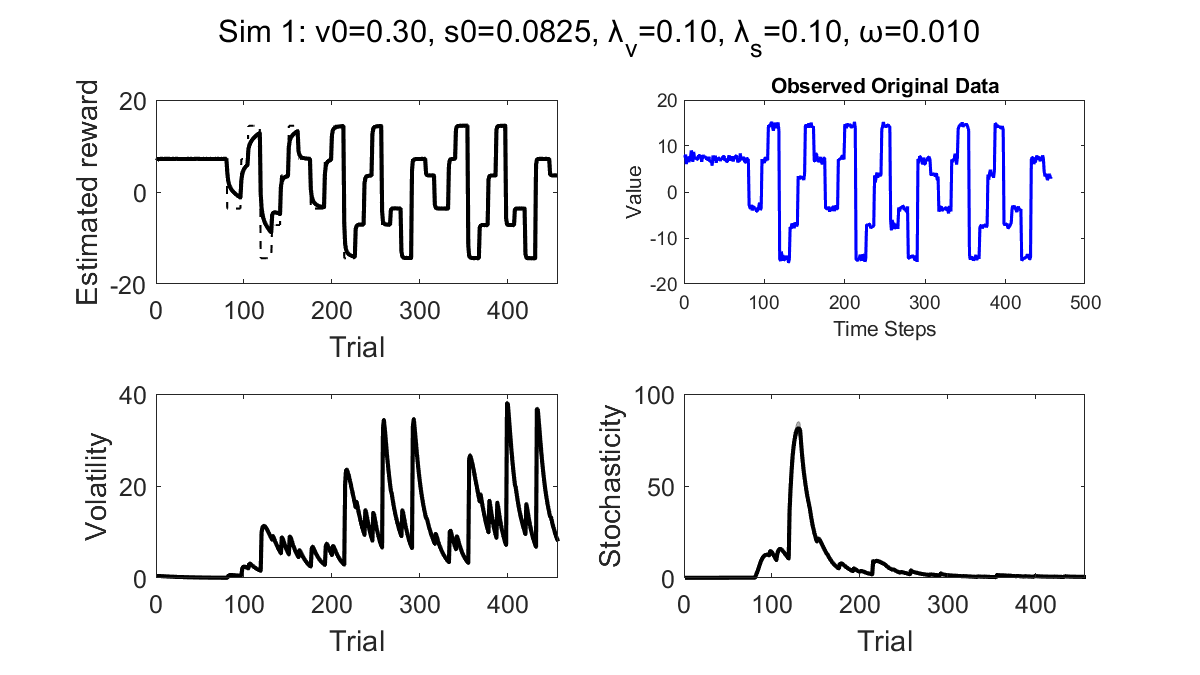 Sim 1: v0=0.30, s0=0.0825, λv=0.10, λs=0.10, ω=0.010
Estimated reward
20
0
-20
0 100 200 300 400
Trial
Observed Original Data
Value
20
10
0
-10
-20
0 100 200 300 400 500
Time Steps
Volatility
40
20
0
0 100 200 300 400
Trial
Stochasticity
100
50
0
0 100 200 300 400
Trial